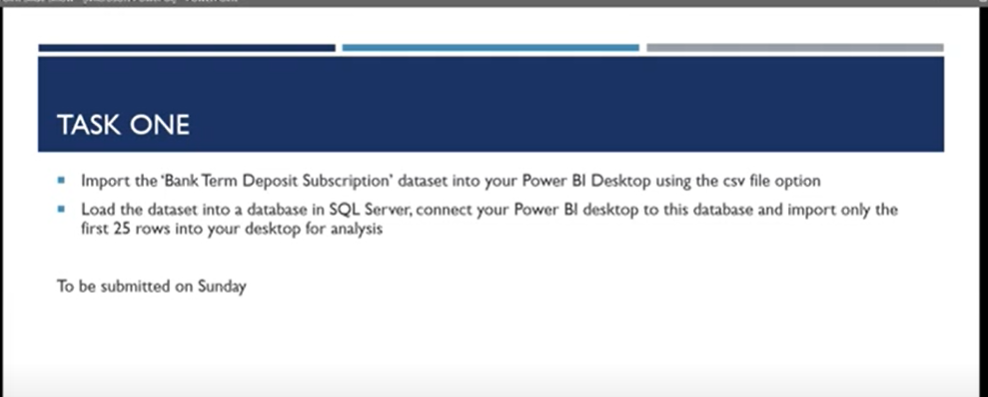 TASK ONE
Import the ‘Bank Term Deposit Subscription’ dataset into your Power BI Desktop using the csv file option
Load the dataset into a database in SQL Server, connect your Power BI desktop to this database and import only the
first 25 rows into your desktop for analysis
To be submitted on Sunday